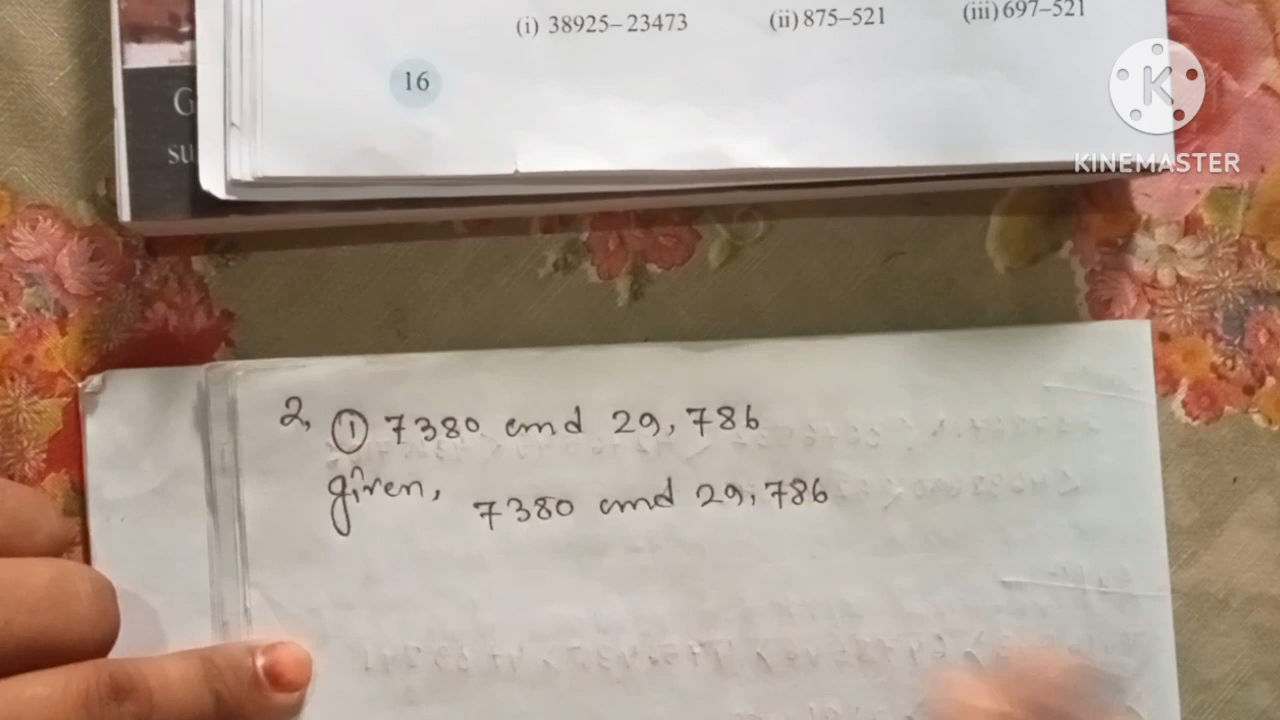 (i) 38925–23473 (ii) 875–521 (iii) 697–521
16
G
su
KINEMASTER
2, ① 7380 and 29,786
given, 7380 and 29,786